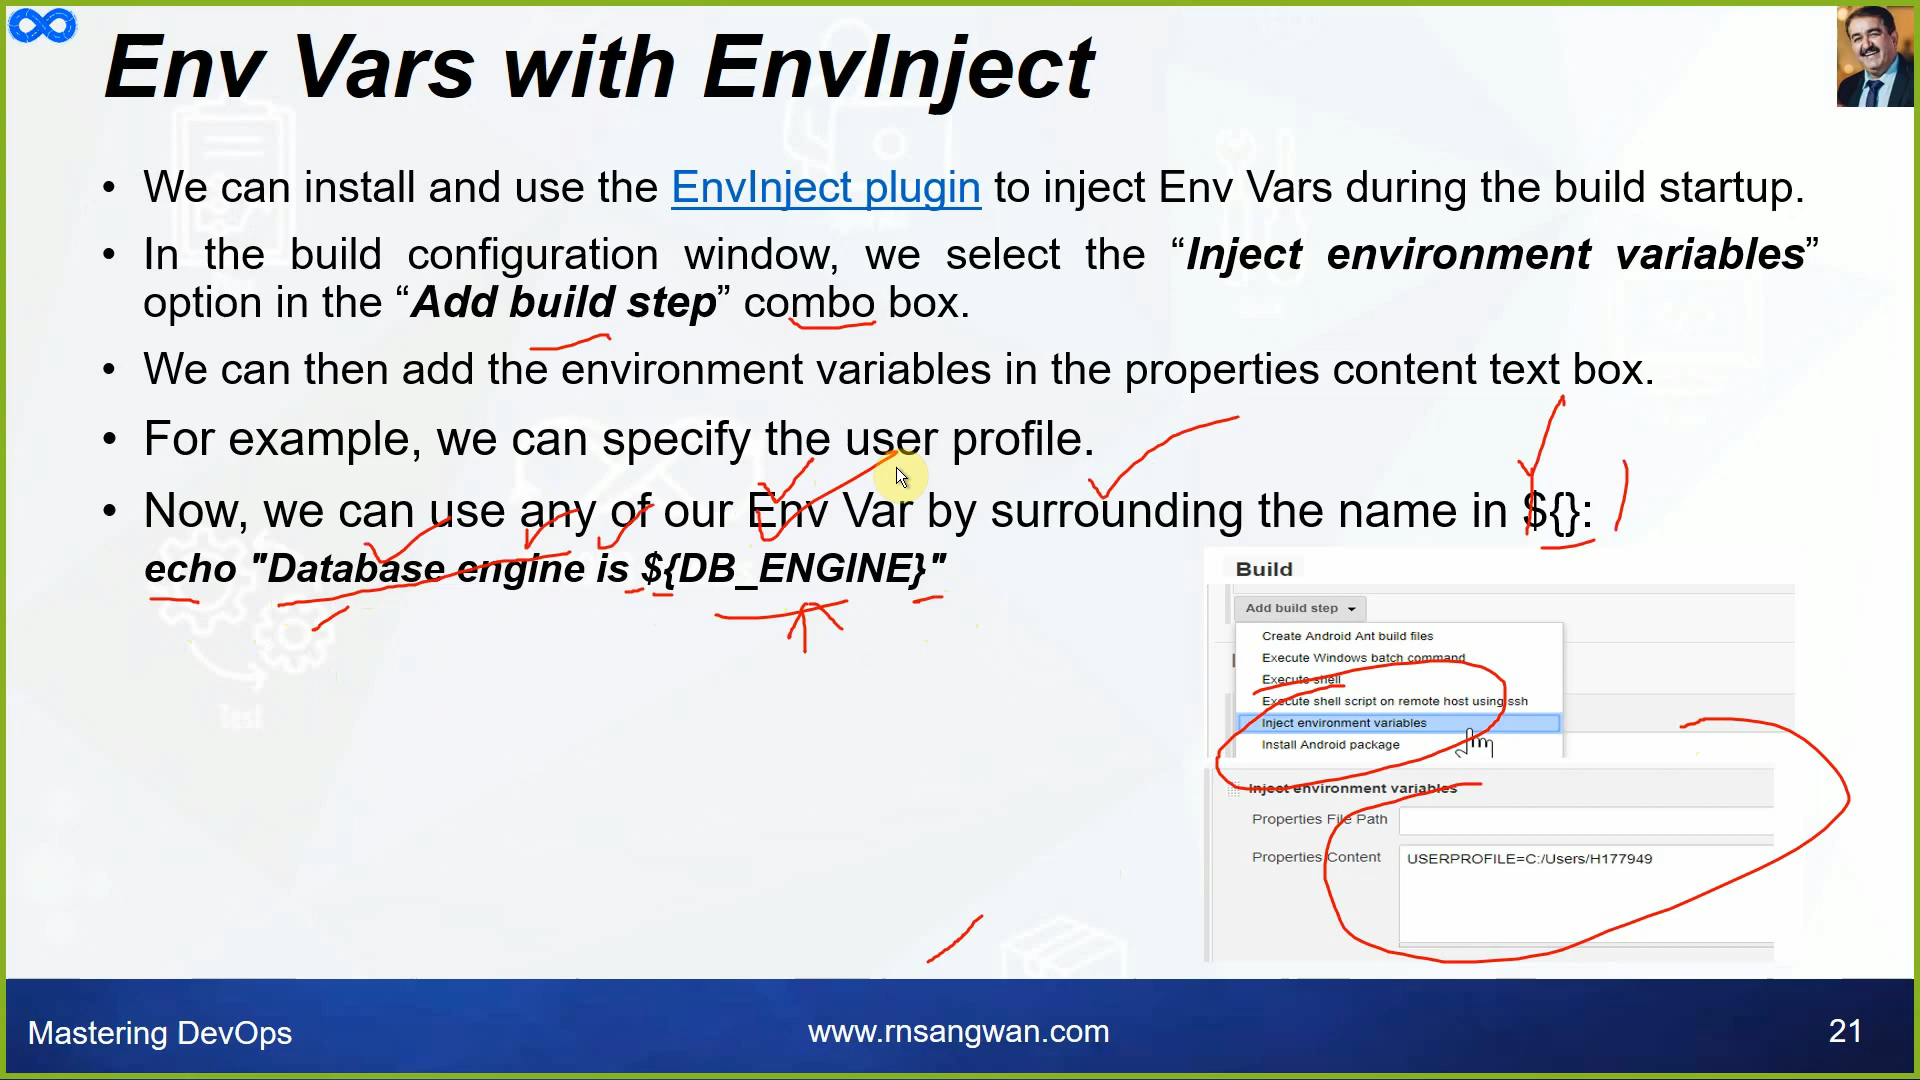 Env Vars with EnvInject
• We can install and use the EnvInject plugin to inject Env Vars during the build startup.
• In the build configuration window, we select the “Inject environment variables”
option in the “Add build step” combo box.
• We can then add the environment variables in the properties content text box.
• For example, we can specify the user profile.
• Now, we can use any of our Env Var by surrounding the name in ${}:
echo "Database engine is ${DB_ENGINE}"
Build
Add build step
Create Android Ant build files
Execute Windows batch command
Execute shell
Execute shell script on remote host using ssh
Inject environment variables
Install Android package
Inject environment variables
Properties File Path
Properties Content
USERPROFILE=C:/Users/H177949
Test
Mastering DevOps
www.rnsangwan.com
21